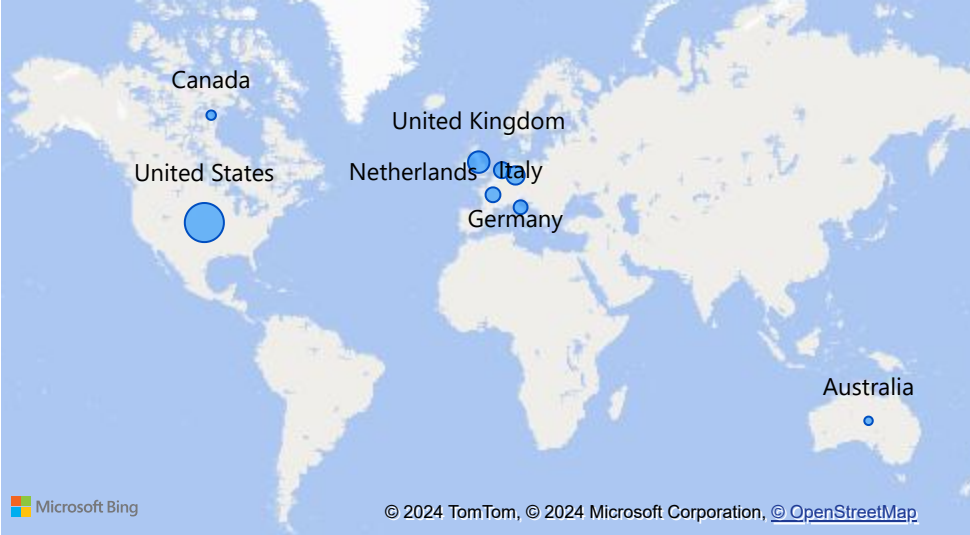 Canada
United Kingdom
United States
Netherlands
Italy
Germany
Australia
Microsoft Bing
© 2024 TomTom, © 2024 Microsoft Corporation, © OpenStreetMap